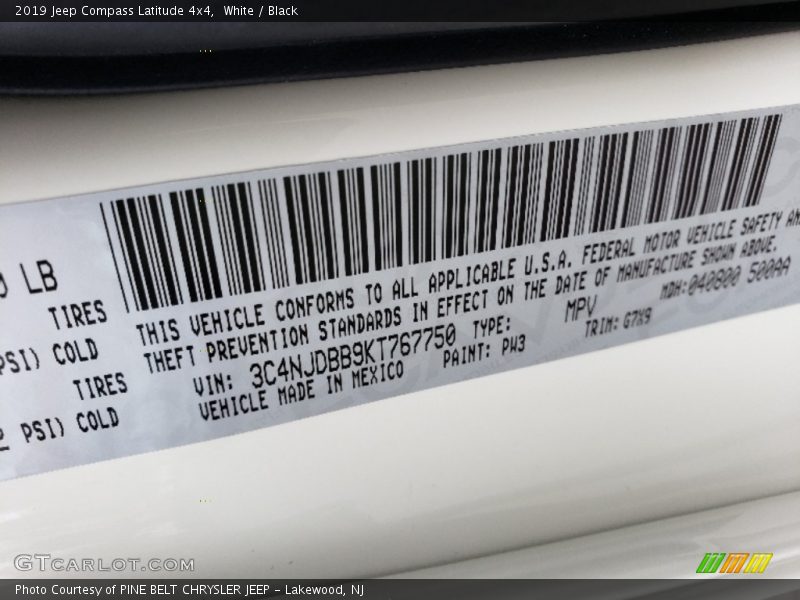 2019 Jeep Compass Latitude 4x4, White / Black
LB
TIRES
PSI) COLD
TIRES
PSI) COLD
THIS VEHICLE CONFORMS TO ALL APPLICABLE U.S.A. FEDERAL MOTOR VEHICLE SAFETY
THEFT PREVENTION STANDARDS IN EFFECT ON THE DATE OF MANUFACTURE SHOWN ABOVE.
VIN: 3C4NJDBB9KT767750 TYPE: MPV MDH:040800 500AA
VEHICLE MADE IN MEXICO PAINT: PW3 TRIM: G7X9
GTCARLOT.COM
Photo Courtesy of PINE BELT CHRYSLER JEEP - Lakewood, NJ